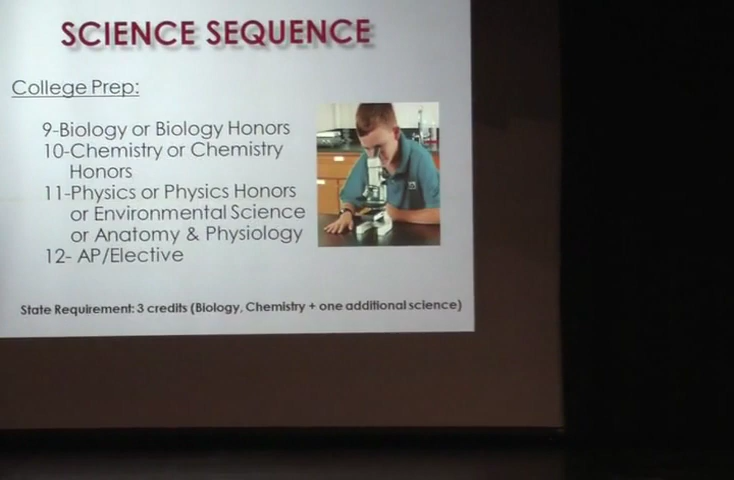 SCIENCE SEQUENCE
College Prep:
9-Biology or Biology Honors
10-Chemistry or Chemistry
Honors
11-Physics or Physics Honors
or Environmental Science
or Anatomy & Physiology
12- AP/Elective
State Requirement: 3 credits (Biology, Chemistry + one additional science)